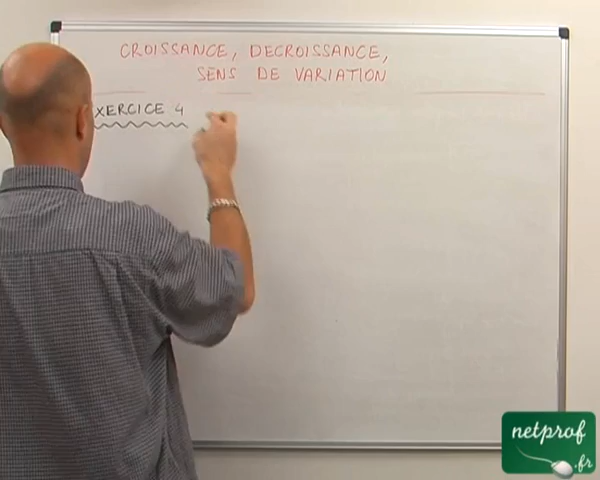 CROISSANCE, DECROISSANCE,
SENS DE VARIATION
XERCICE 4
netprof
.fr